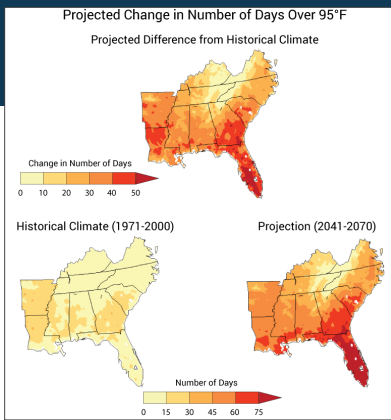 Projected Change in Number of Days Over 95°F
Projected Difference from Historical Climate
Change in Number of Days
0 10 20 30 40 50
Historical Climate (1971-2000)
Projection (2041-2070)
Number of Days
0 15 30 45 60 75